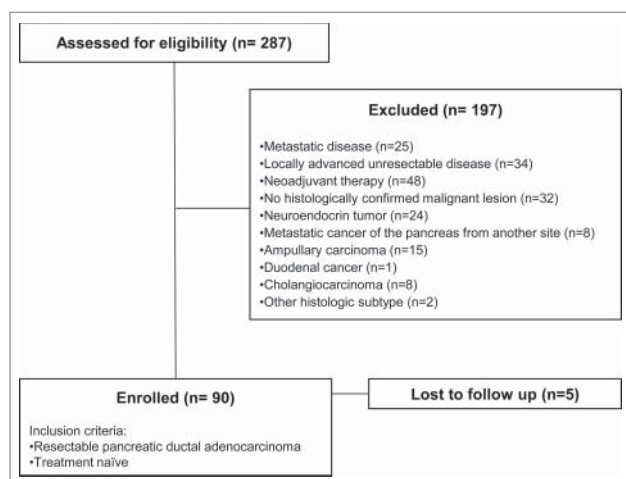 Assessed for eligibility (n= 287)
Excluded (n= 197)
•Metastatic disease (n=25)
•Locally advanced unresectable disease (n=34)
•Neoadjuvant therapy (n=48)
•No histologically confirmed malignant lesion (n=32)
•Neuroendocrin tumor (n=24)
•Metastatic cancer of the pancreas from another site (n=8)
•Ampullary carcinoma (n=15)
•Duodenal cancer (n=1)
•Cholangiocarcinoma (n=8)
•Other histologic subtype (n=2)
Enrolled (n= 90)
Inclusion criteria:
•Resectable pancreatic ductal adenocarcinoma
•Treatment naïve
Lost to follow up (n=5)